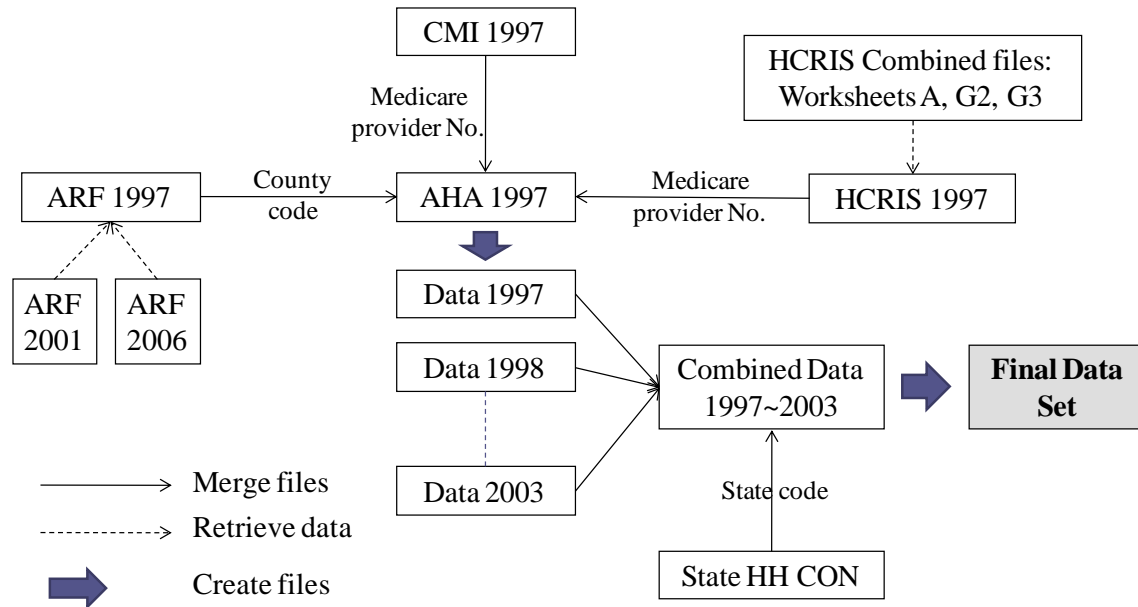 CMI 1997
HCRIS Combined files:
Worksheets A, G2, G3
Medicare
provider No.
ARF 1997
County
code
AHA 1997
Medicare
provider No.
HCRIS 1997
ARF
2001
ARF
2006
Data 1997
Data 1998
Combined Data
1997~2003
Final Data
Set
Data 2003
State code
State HH CON
Merge files
Retrieve data
Create files